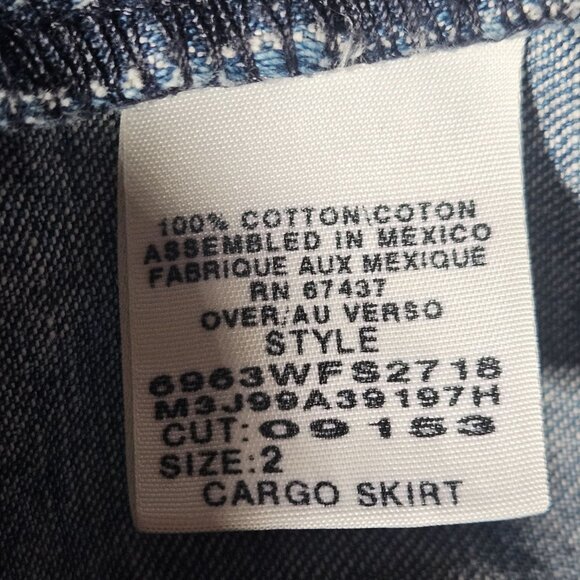 100% COTTON\COTON
ASSEMBLED IN MEXICO
FABRIQUE AUX MEXIQUE
RN 67437
OVER/AU VERSO
STYLE
6963WFS2718
M3J99A39197H
CUT: 09153
SIZE: 2
CARGO SKIRT